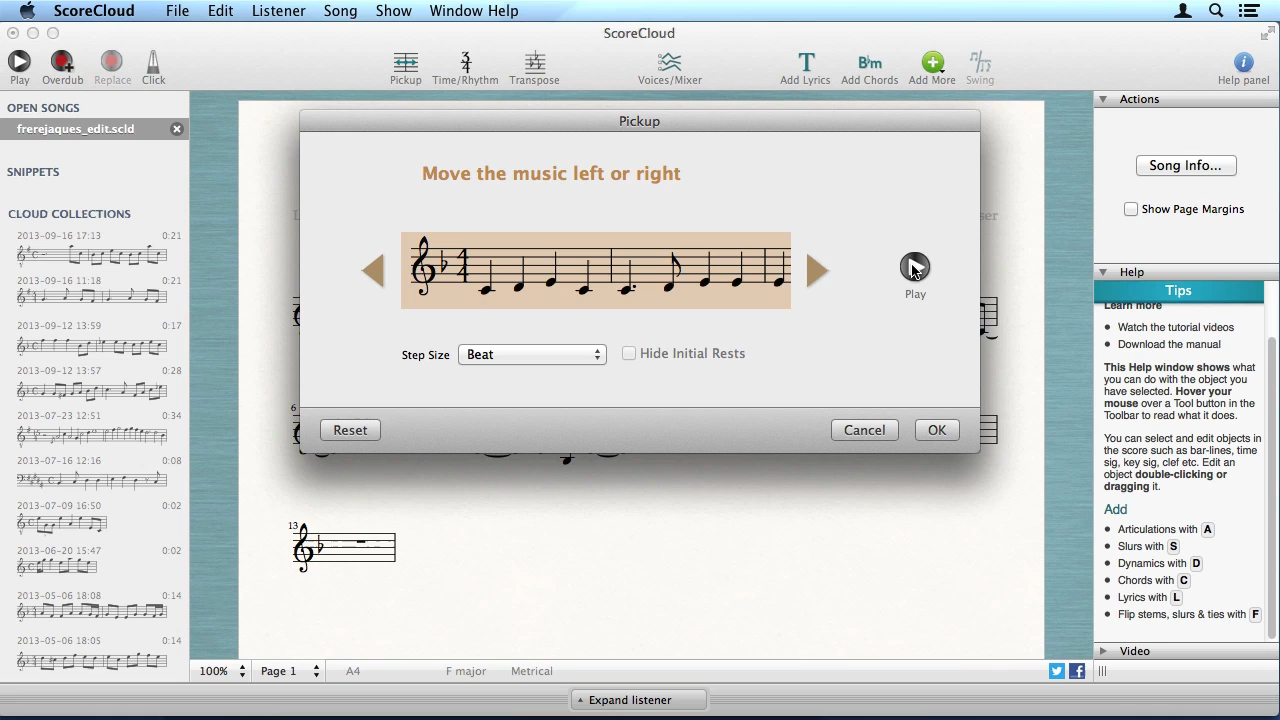 ScoreCloud File Edit Listener Song Show Window Help
ScoreCloud
Play Overdub Replace Click Pickup Time/Rhythm Transpose Voices/Mixer Add Lyrics Add Chords Add More Swing Help panel
OPEN SONGS
frerejaques_edit.scld
SNIPPETS
CLOUD COLLECTIONS
2013-09-16 17:13 0:21
2013-09-16 11:18 0:21
2013-09-12 13:59 0:17
2013-09-12 13:57 0:28
2013-07-23 12:51 0:34
2013-07-16 12:16 0:08
2013-07-09 16:50 0:02
2013-06-20 15:47 0:02
2013-05-06 18:08 0:14
2013-05-06 18:05 0:14
Pickup
Move the music left or right
4
4
Play
Step Size Beat Hide Initial Rests
Reset Cancel OK
6
13
100% Page 1 A4 F major Metrical
Expand listener
Actions
Song Info...
Show Page Margins
Help
Tips
Learn more
• Watch the tutorial videos
• Download the manual
This Help window shows what
you can do with the object you
have selected. Hover your
mouse over a Tool button in the
Toolbar to read what it does.
You can select and edit objects in
the score such as bar-lines, time
sig, key sig, clef etc. Edit an
object double-clicking or
dragging it.
Add
• Articulations with A
• Slurs with S
• Dynamics with D
• Chords with C
• Lyrics with L
• Flip stems, slurs & ties with F
Video